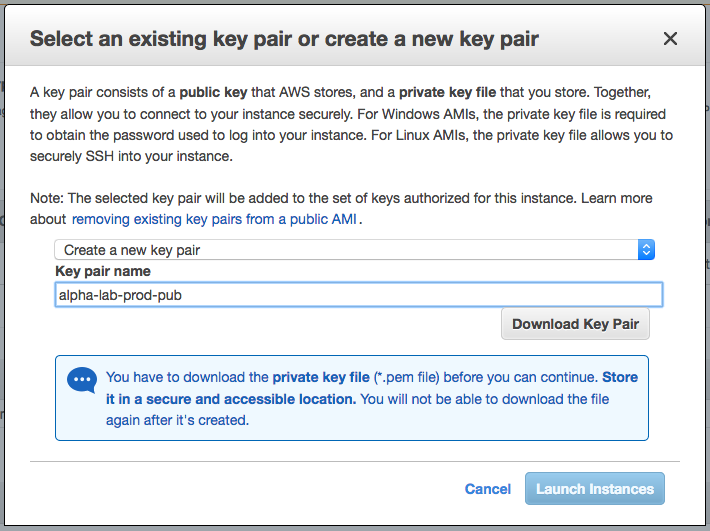 Select an existing key pair or create a new key pair
A key pair consists of a public key that AWS stores, and a private key file that you store. Together,
they allow you to connect to your instance securely. For Windows AMIs, the private key file is required
to obtain the password used to log into your instance. For Linux AMIs, the private key file allows you to
securely SSH into your instance.
Note: The selected key pair will be added to the set of keys authorized for this instance. Learn more
about removing existing key pairs from a public AMI .
Create a new key pair
Key pair name
alpha-lab-prod-pub
Download Key Pair
You have to download the private key file (*.pem file) before you can continue. Store
it in a secure and accessible location. You will not be able to download the file
again after it's created.
Cancel
Launch Instances